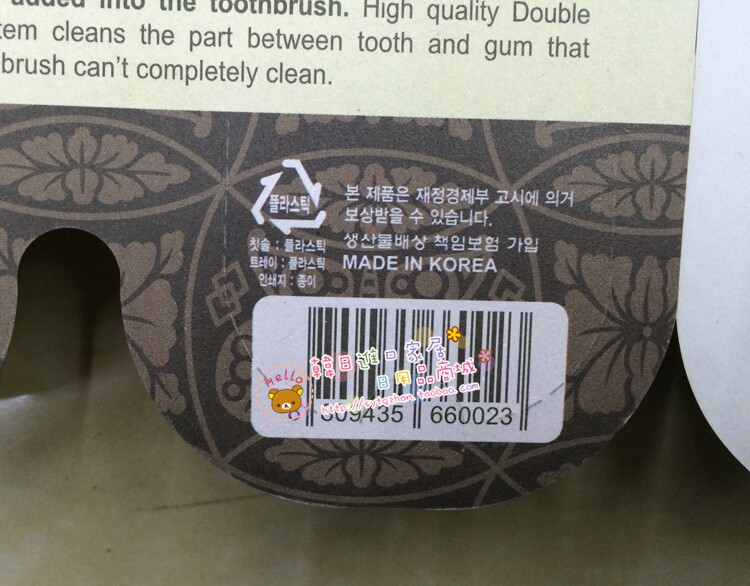 added into the toothbrush. High quality Double
tem cleans the part between tooth and gum that
brush can't completely clean.
플라스틱
본 제품은 재정경제부 고시에 의거
보상받을 수 있습니다.
생산물배상 책임보험 가입
MADE IN KOREA
칫솔 : 플라스틱
트레이 : 플라스틱
인쇄지 : 종이
Hello
韓日進口家居
日用品商城
http://sytqzhan.taobao.com
809435 660023